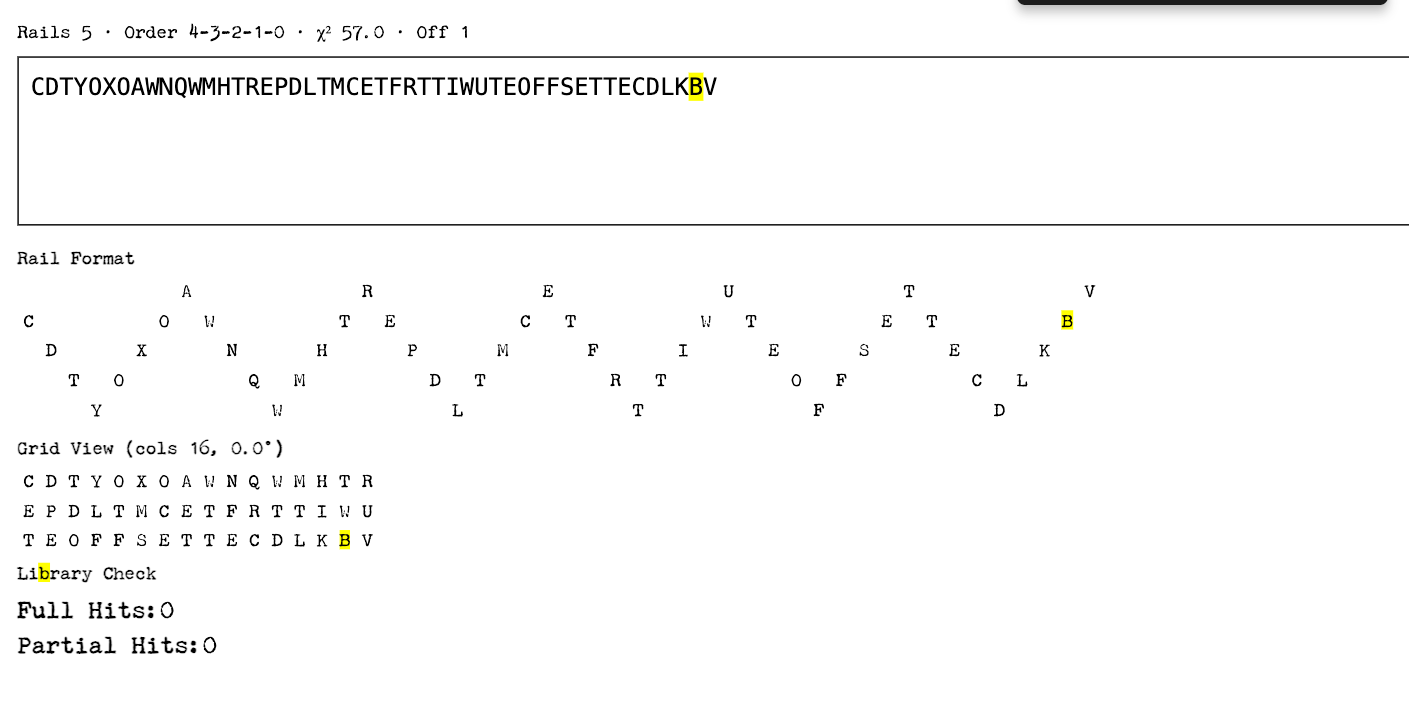 Rails 5 · Order 4-3-2-1-0 · χ² 57.0 · Off 1
CDTYOXOAWNQWMHTREPDLTMCETFRTTIWUTEOFFSETTECDLKBV
Rail Format
A R E U T V
C O W T E C T W T E T B
D X N H P M F I E S E K
T O Q M D T R T O F C L
Y W L T F D
Grid View (cols 16, 0.0°)
C D T Y O X O A W N Q W M H T R
E P D L T M C E T F R T T I W U
T E O F F S E T T E C D L K B V
Library Check
Full Hits:0
Partial Hits:0